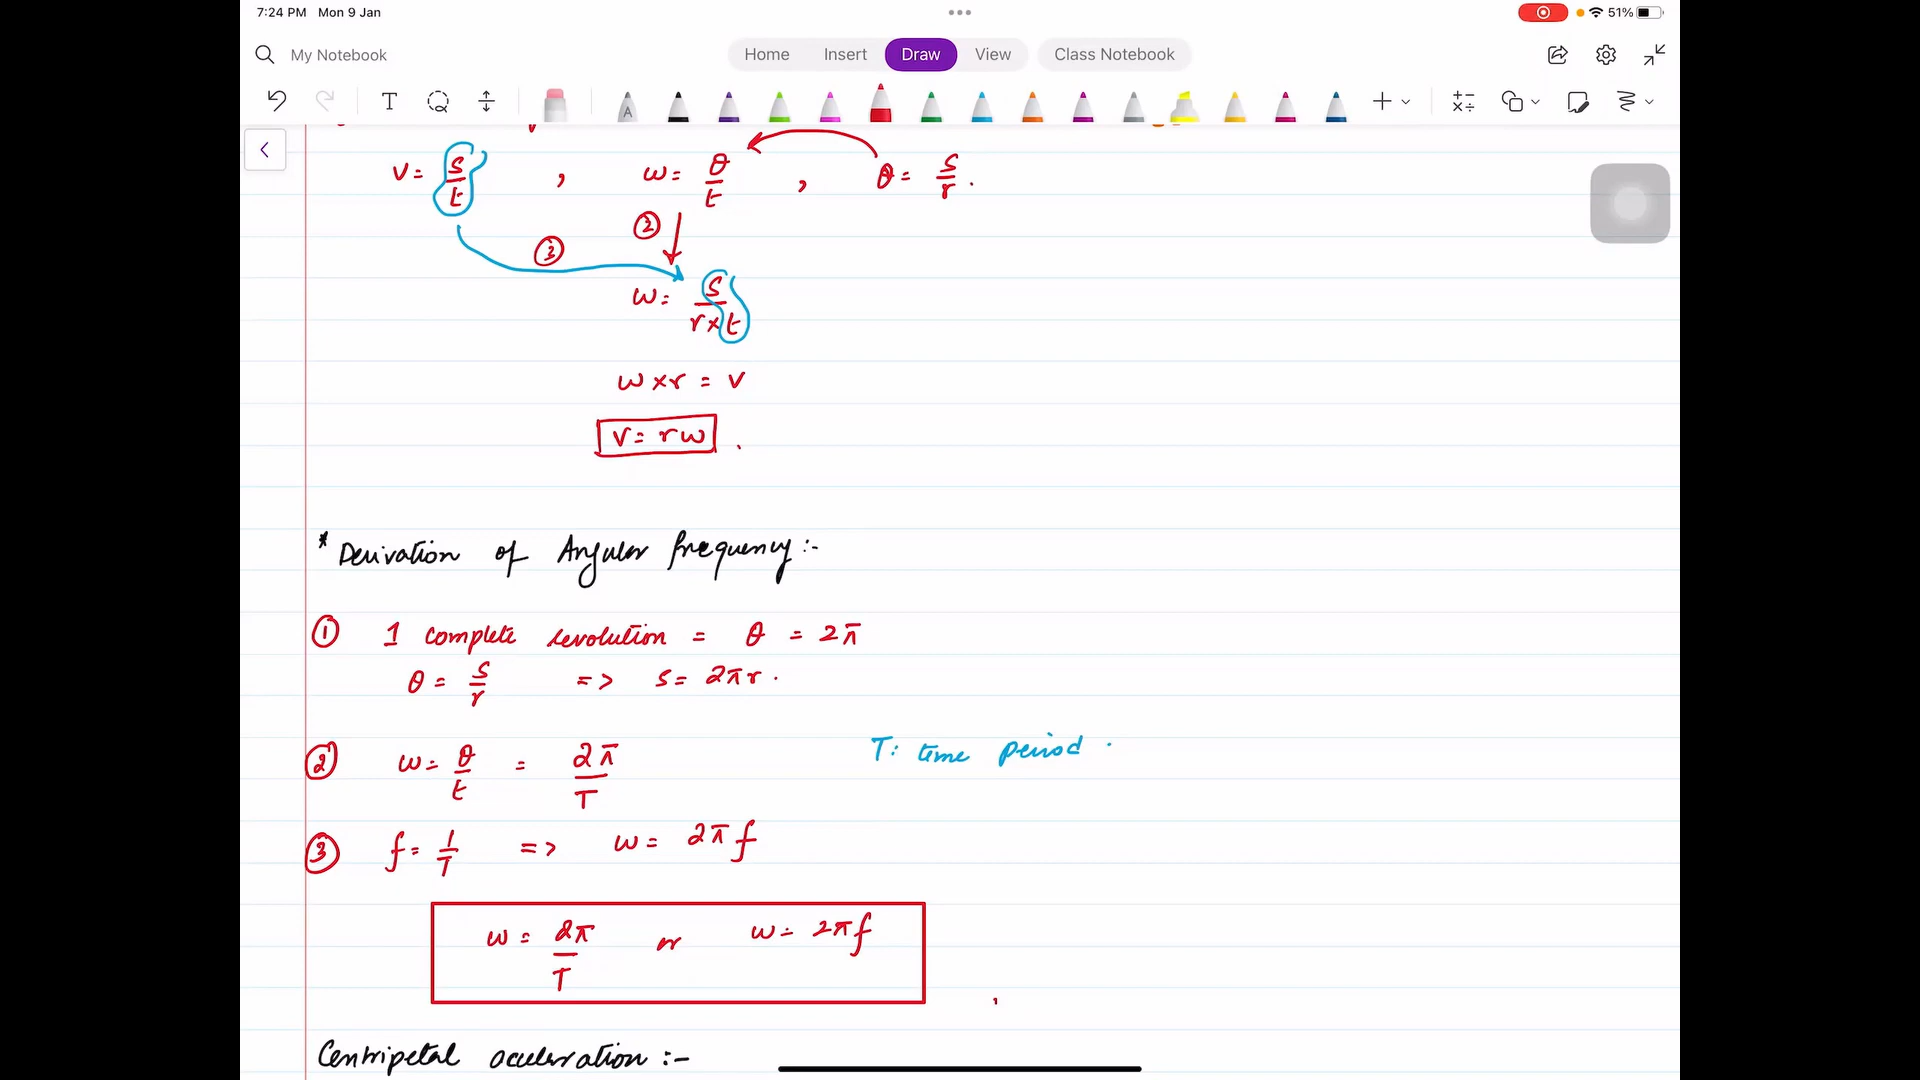 7:24 PM Mon 9 Jan
51%
My Notebook
Home Insert Draw View Class Notebook
T
A
v = s/t , ω = θ/t , θ = s/r .
③ ②
ω = s/r×t
ω × r = v
v = rω .
* Derivation of Angular frequency :-
① 1 complete revolution = θ = 2π
θ = s/r => s = 2πr .
② ω = θ/t = 2π/T T: time period .
③ f = 1/T => ω = 2πf
ω = 2π/T or ω = 2πf
Centripetal acceleration :-